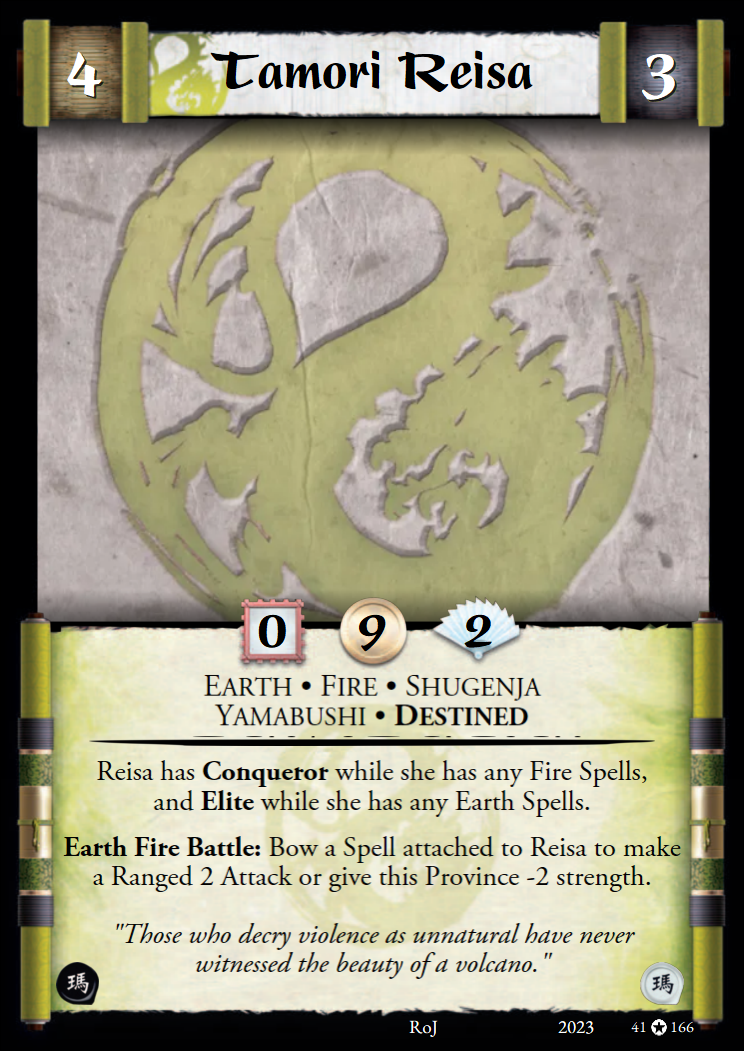 4
Tamori Reisa
3
0
9
2
EARTH • FIRE • SHUGENJA
YAMABUSHI • DESTINED
Reisa has Conqueror while she has any Fire Spells,
and Elite while she has any Earth Spells.
Earth Fire Battle: Bow a Spell attached to Reisa to make
a Ranged 2 Attack or give this Province -2 strength.
"Those who decry violence as unnatural have never
witnessed the beauty of a volcano."
瑪
瑪
RoJ 2023 41 ✪ 166